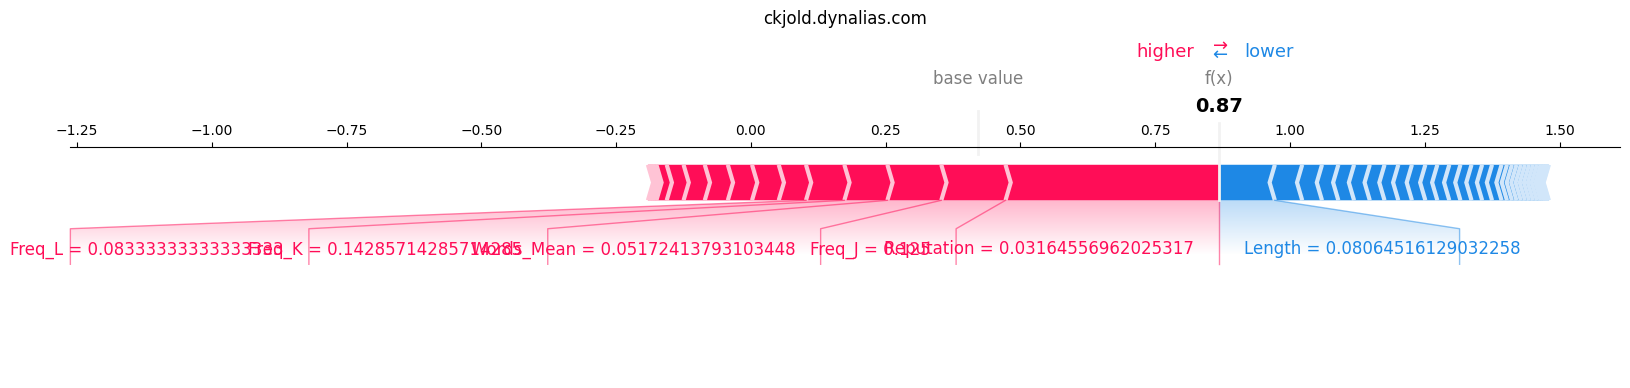 ckjold.dynalias.com
higher ⇄ lower
base value f(x)
0.87
−1.25 −1.00 −0.75 −0.50 −0.25 0.00 0.25 0.50 0.75 1.00 1.25 1.50
Freq_L = 0.08333333333333333 Freq_K = 0.14285714285714285 Words_Mean = 0.05172413793103448 Freq_J = 0.125 Reputation = 0.03164556962025317 Length = 0.08064516129032258